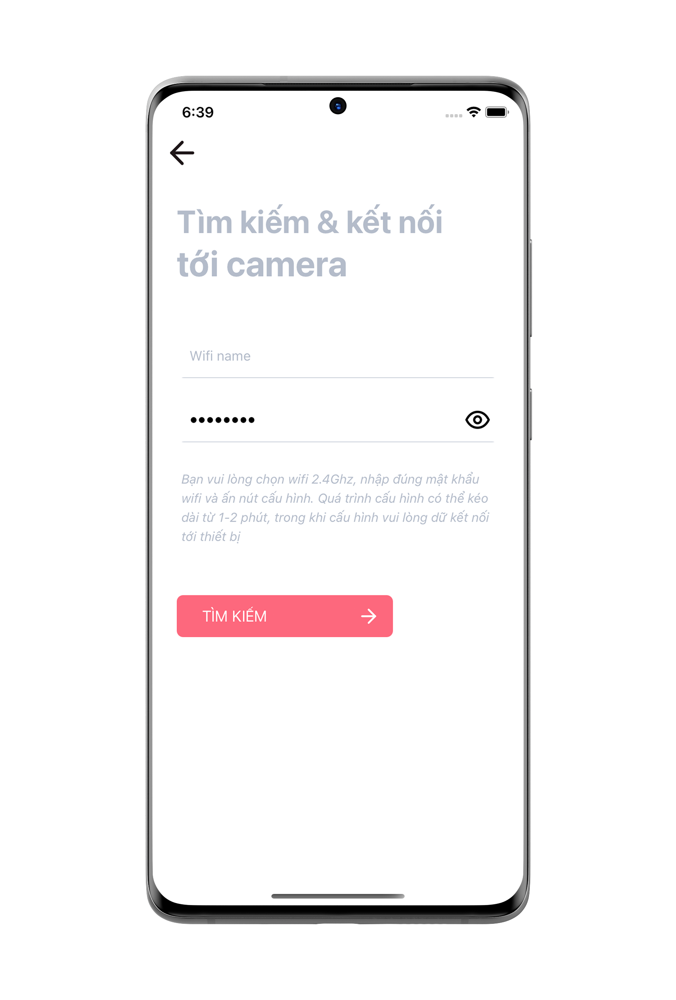 6:39
Tìm kiếm & kết nối
tới camera
Wifi name
••••••••
Bạn vui lòng chọn wifi 2.4Ghz, nhập đúng mật khẩu
wifi và ấn nút cấu hình. Quá trình cấu hình có thể kéo
dài từ 1-2 phút, trong khi cấu hình vui lòng dữ kết nối
tới thiết bị
TÌM KIẾM